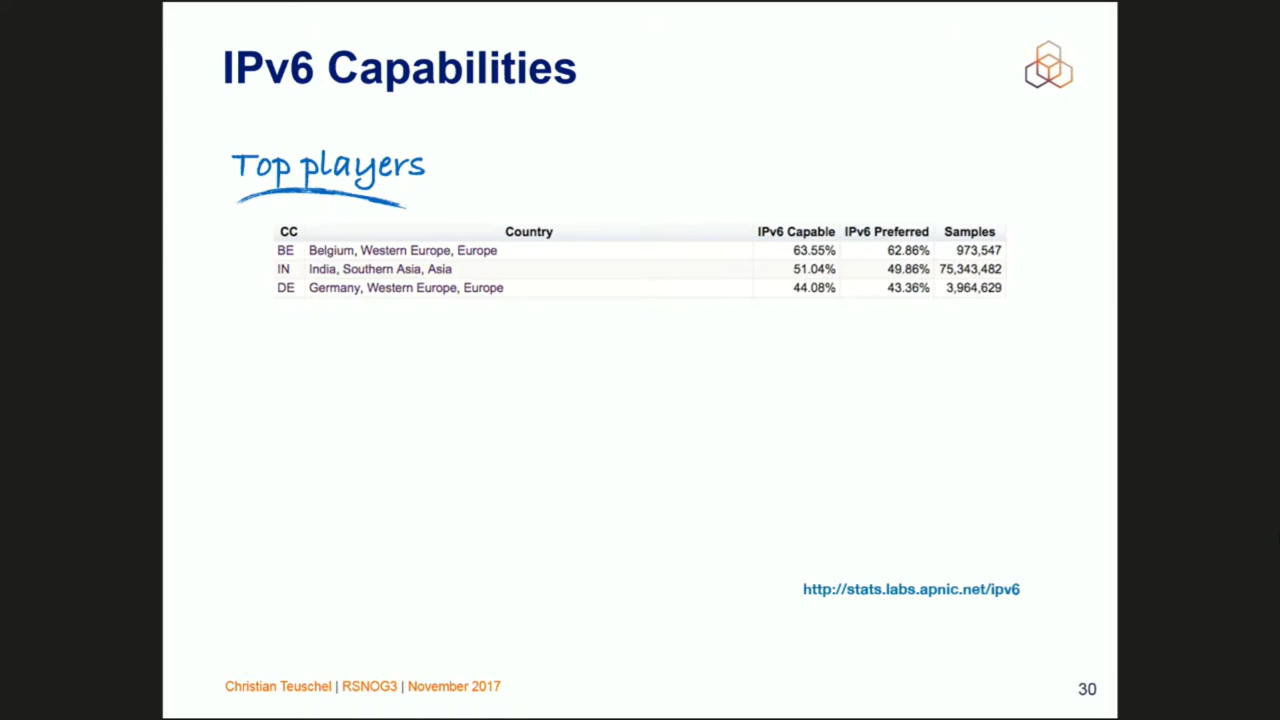 IPv6 Capabilities
Top players
CC Country IPv6 Capable IPv6 Preferred Samples
BE Belgium, Western Europe, Europe 63.55% 62.86% 973,547
IN India, Southern Asia, Asia 51.04% 49.86% 75,343,482
DE Germany, Western Europe, Europe 44.08% 43.36% 3,964,629
http://stats.labs.apnic.net/ipv6
Christian Teuschel | RSNOG3 | November 2017
30